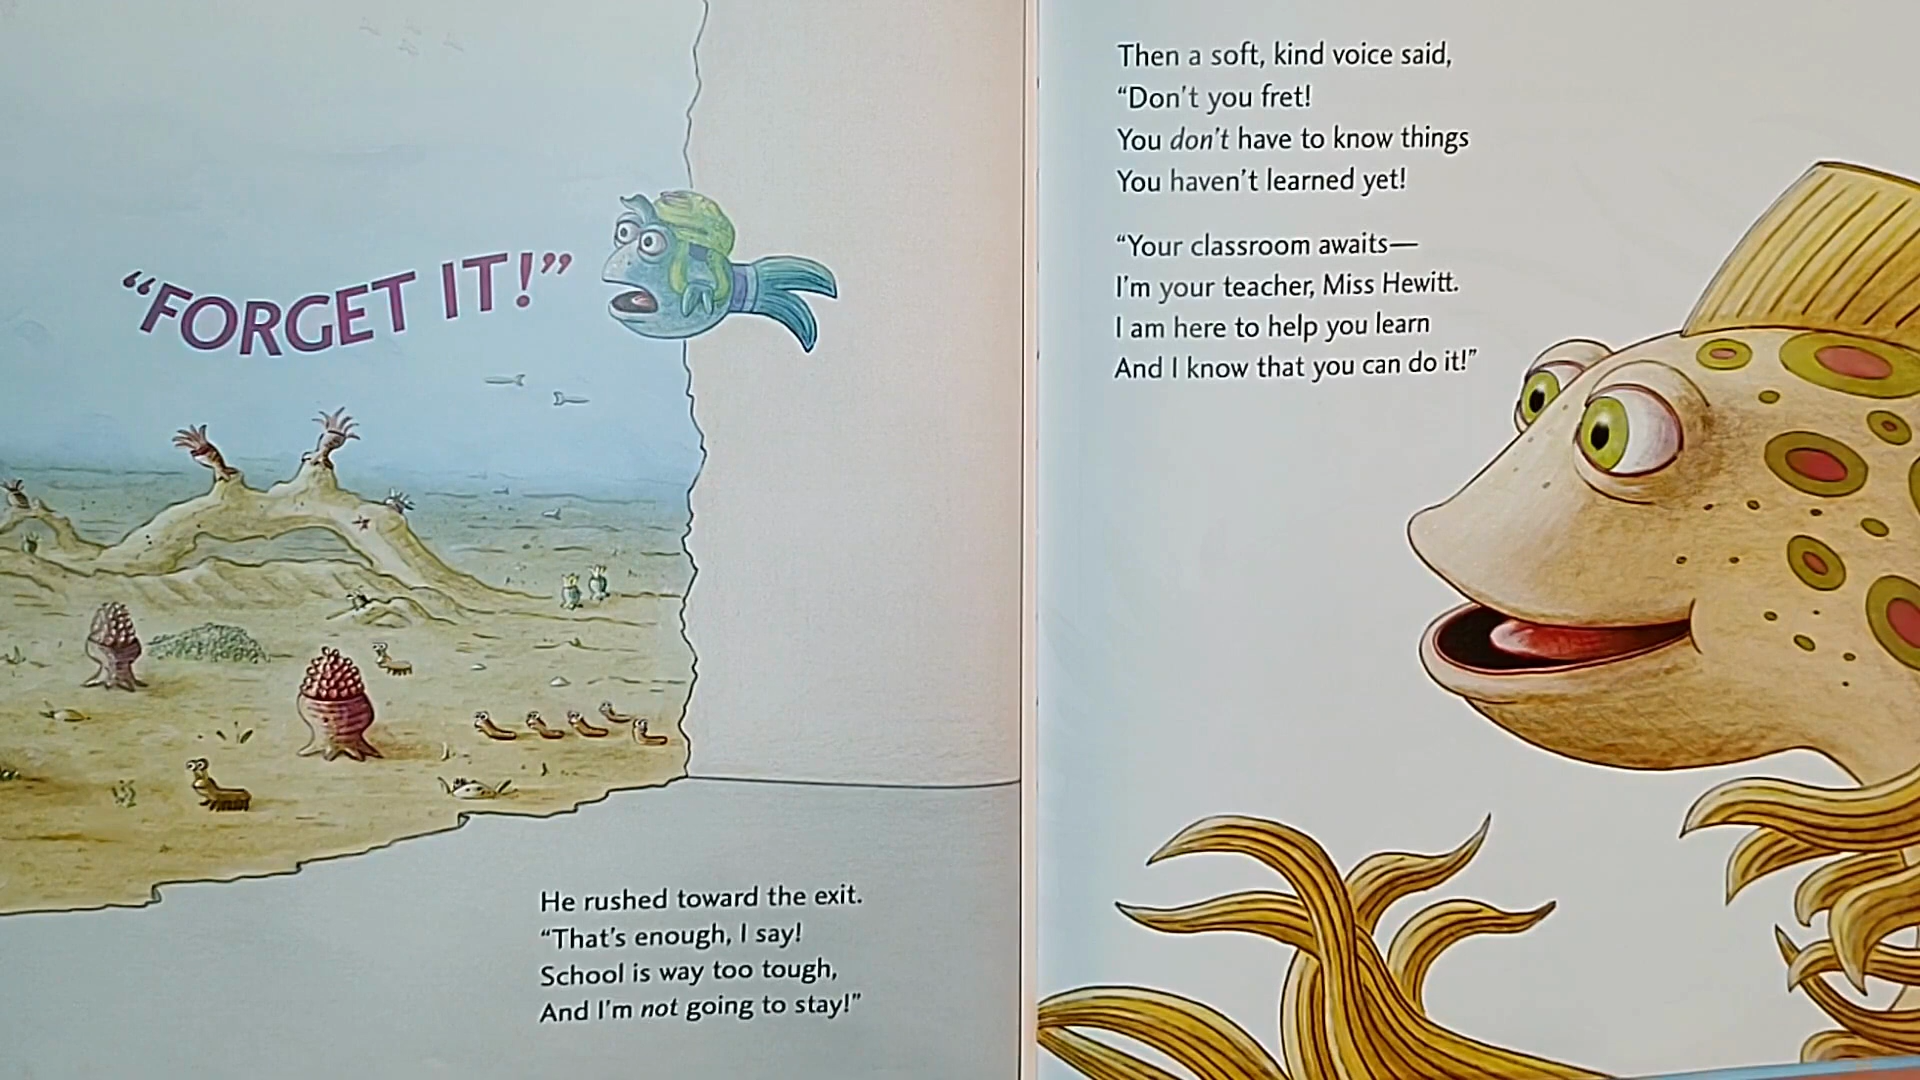 “FORGET IT!”
He rushed toward the exit.
“That's enough, I say!
School is way too tough,
And I'm not going to stay!”
Then a soft, kind voice said,
“Don't you fret!
You don't have to know things
You haven't learned yet!
“Your classroom awaits—
I'm your teacher, Miss Hewitt.
I am here to help you learn
And I know that you can do it!”